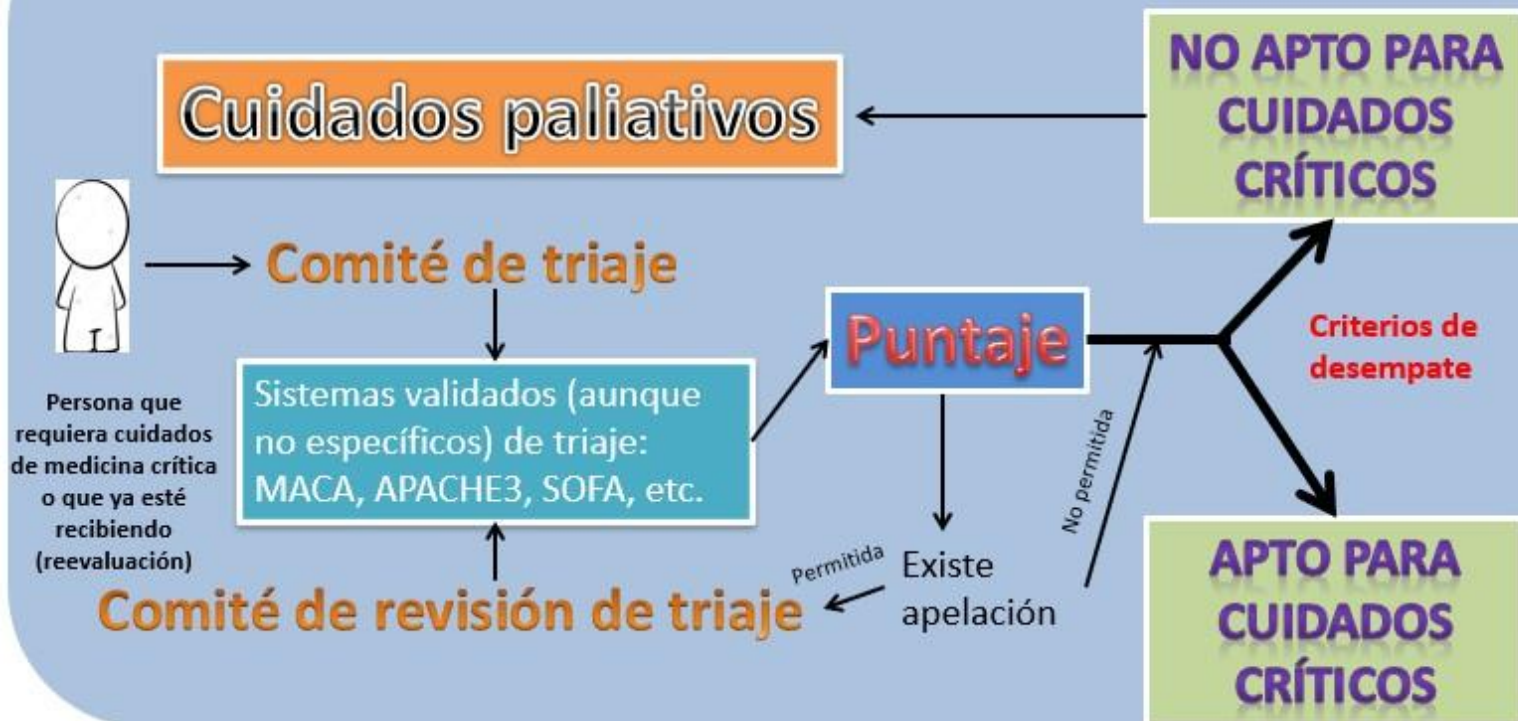 Cuidados paliativos
NO APTO PARA
CUIDADOS
CRÍTICOS
Comité de triaje
Persona que
requiera cuidados
de medicina crítica
o que ya esté
recibiendo
(reevaluación)
Sistemas validados (aunque
no específicos) de triaje:
MACA, APACHE3, SOFA, etc.
Puntaje
Criterios de
desempate
No permitida
Permitida
Existe
apelación
Comité de revisión de triaje
APTO PARA
CUIDADOS
CRÍTICOS